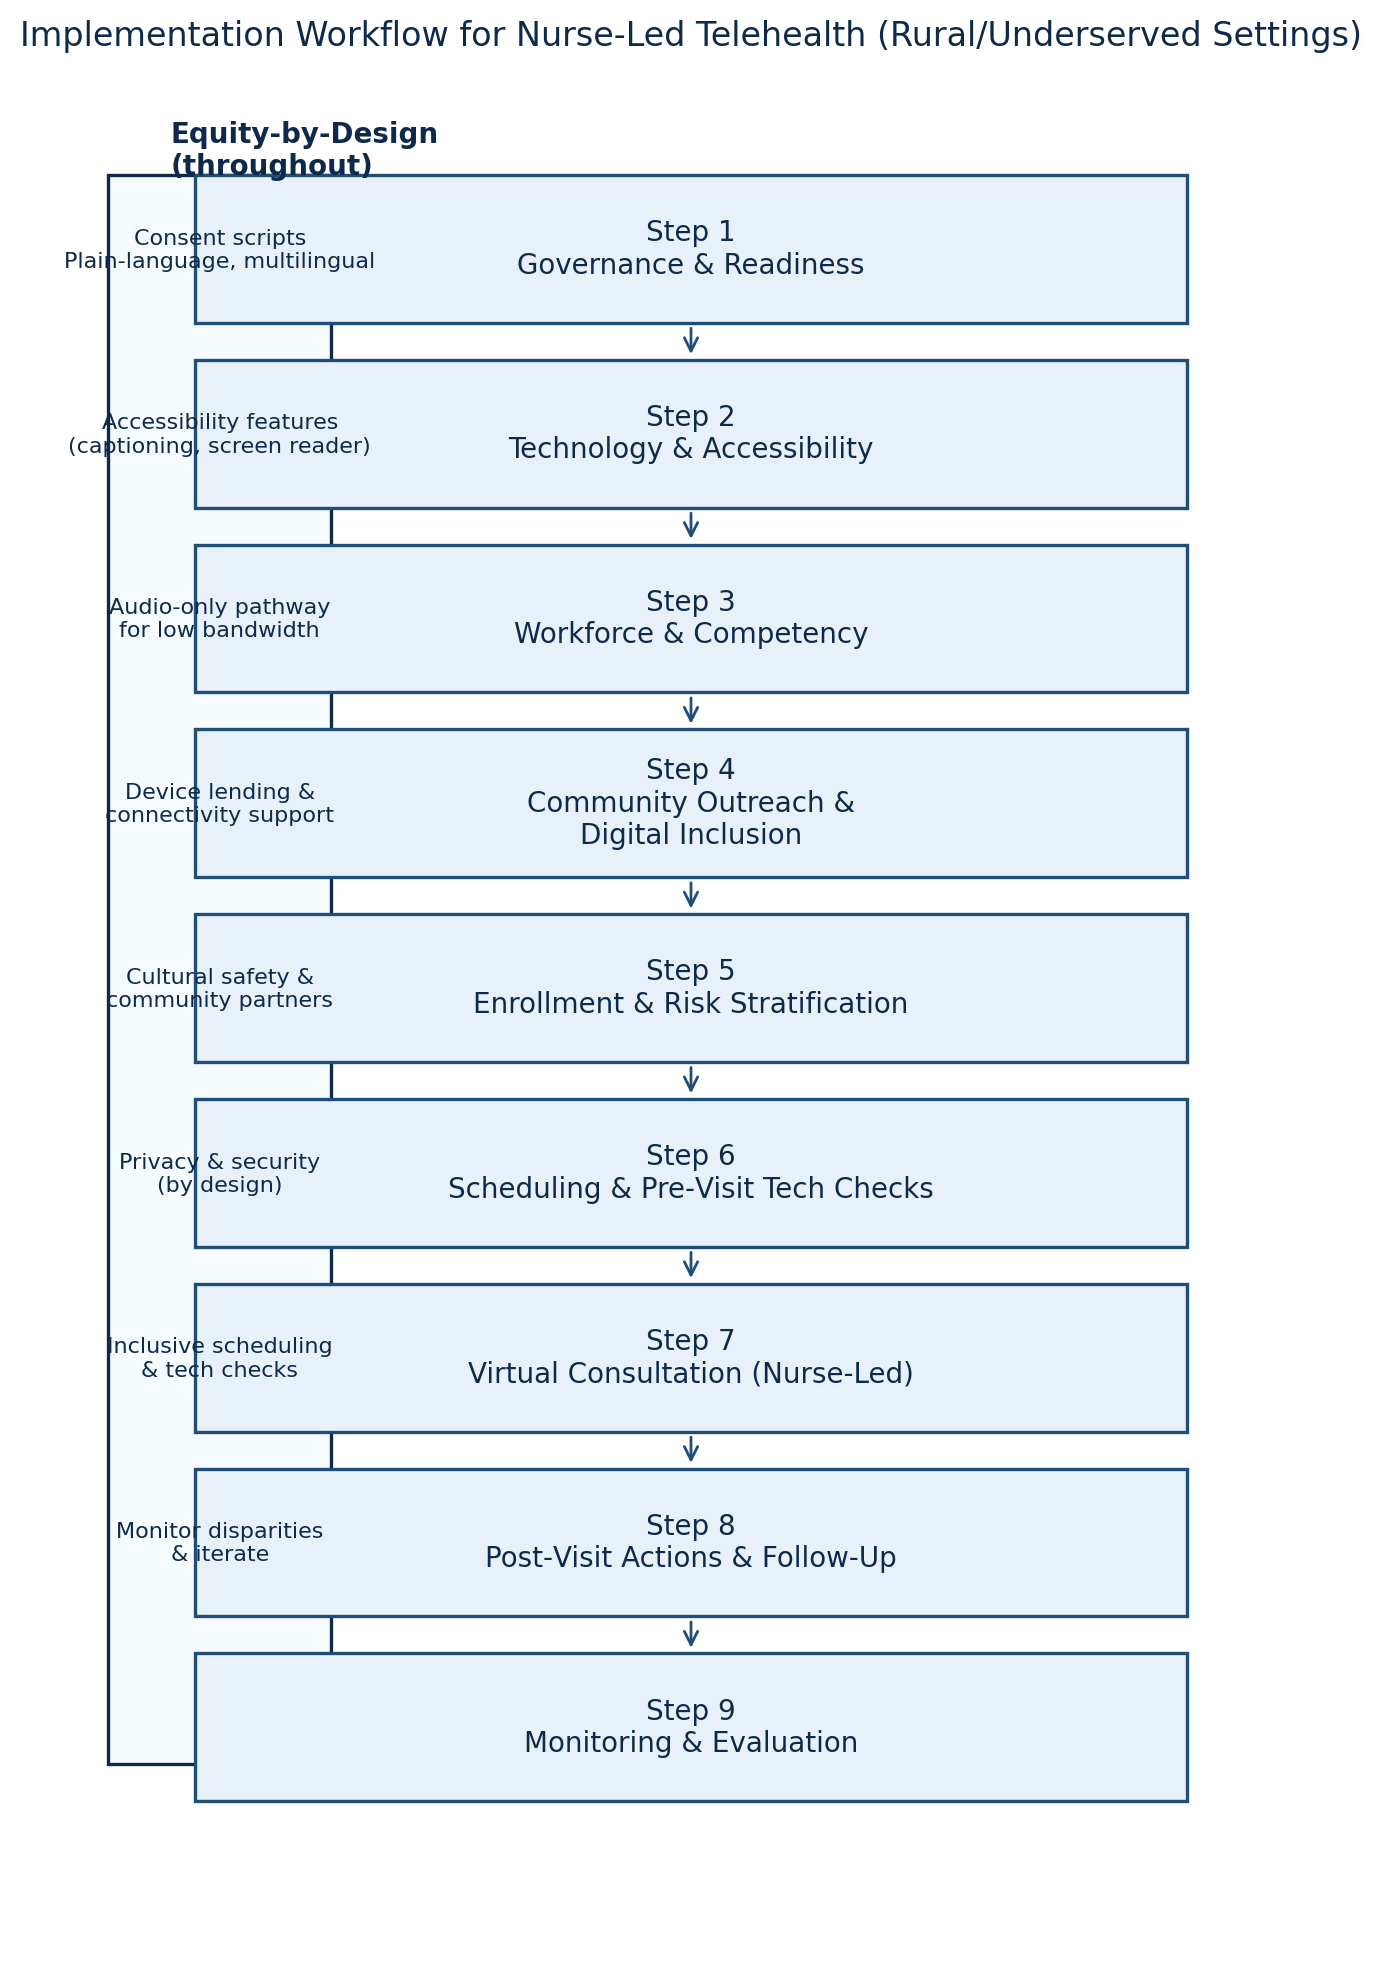 Implementation Workflow for Nurse-Led Telehealth (Rural/Underserved Settings)
Equity-by-Design
(throughout)
Consent scripts
Plain-language, multilingual
Step 1
Governance & Readiness
Accessibility features
(captioning, screen reader)
Step 2
Technology & Accessibility
Audio-only pathway
for low bandwidth
Step 3
Workforce & Competency
Device lending &
connectivity support
Step 4
Community Outreach &
Digital Inclusion
Cultural safety &
community partners
Step 5
Enrollment & Risk Stratification
Privacy & security
(by design)
Step 6
Scheduling & Pre-Visit Tech Checks
Inclusive scheduling
& tech checks
Step 7
Virtual Consultation (Nurse-Led)
Monitor disparities
& iterate
Step 8
Post-Visit Actions & Follow-Up
Step 9
Monitoring & Evaluation